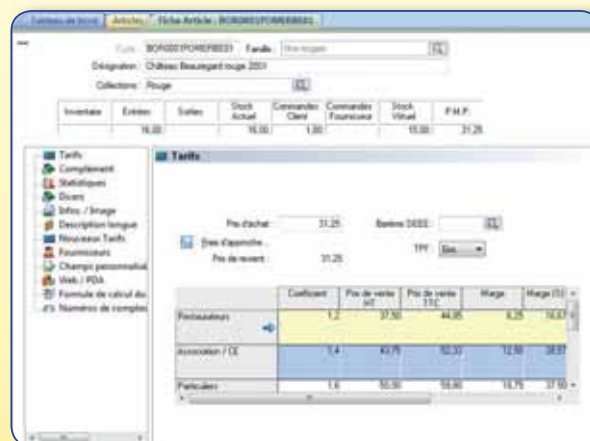 Tableau de bord Articles Fiche Article : BOR0001POMERB001
Code : BOR0001POMERB001 Famille : Vins rouges
Désignation : Château Beauregard rouge 2001
Collections : Rouge
Inventaire Entrées Sorties Stock Actuel Commandes Client Commandes Fournisseur Stock Virtuel P.M.P.
16,00 16,00 1,00 15,00 31,25
Tarifs
Complément
Statistiques
Divers
Infos. / Image
Description longue
Nouveaux Tarifs
Fournisseurs
Champs personnalisé
Web / PDA
Formule de calcul du
Numéros de comptes
Tarifs
Prix d'achat : 31,25 Barème DEEE :
Frais d'approche... TPF :
Prix de revient : 31,25
Coefficient Prix de vente HT Prix de vente TTC Marge Marge (%)
Restaurateurs 1,2 37,50 44,85 6,25 16,67
Association / CE 1,4 43,75 52,33 12,50 28,57
Particuliers 1,6 50,00 59,80 18,75 37,50